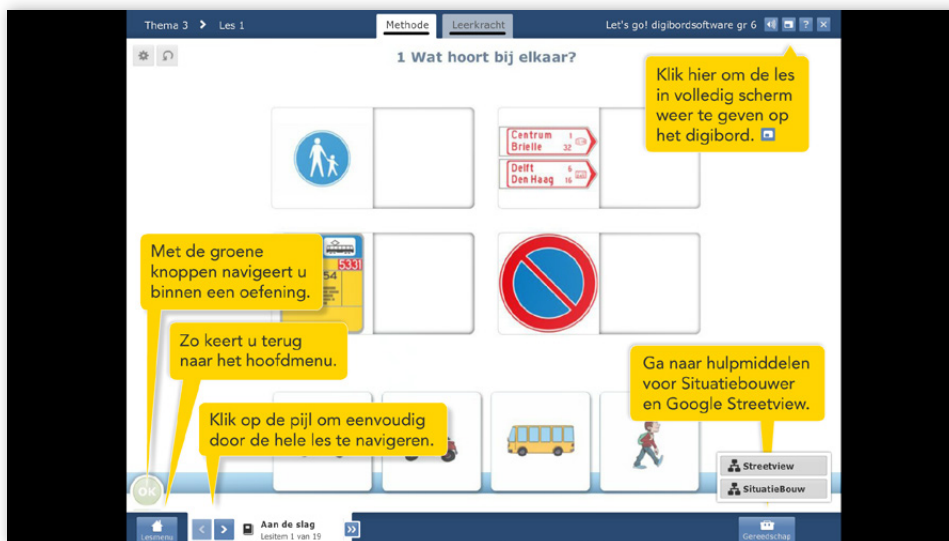 Thema 3 > Les 1
Methode
Leerkracht
Let's go! digibordsoftware gr 6
?
1 Wat hoort bij elkaar?
Klik hier om de les
in volledig scherm
weer te geven op
het digibord.
Centrum 1
Brielle 32
Delft 6
Den Haag 16
Met de groene
knoppen navigeert u
binnen een oefening.
5331
54
Zo keert u terug
naar het hoofdmenu.
Ga naar hulpmiddelen
voor Situatiebouwer
en Google Streetview.
Klik op de pijl om eenvoudig
door de hele les te navigeren.
Streetview
SituatieBouw
OK
Lesmenu
Aan de slag
Lesitem 1 van 19
Gereedschap